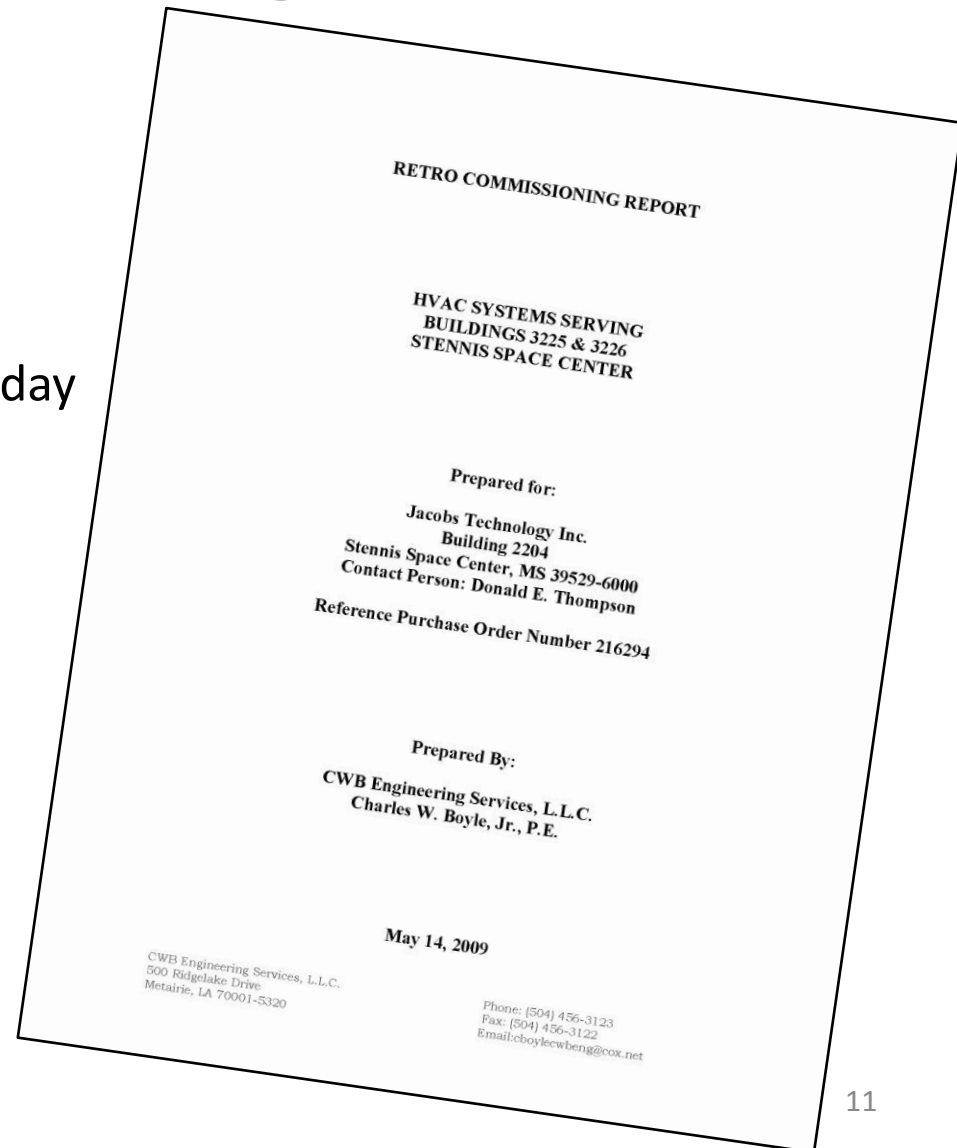 day
RETRO COMMISSIONING REPORT
HVAC SYSTEMS SERVING
BUILDINGS 3225 & 3226
STENNIS SPACE CENTER
Prepared for:
Jacobs Technology Inc.
Building 2204
Stennis Space Center, MS 39529-6000
Contact Person: Donald E. Thompson
Reference Purchase Order Number 216294
Prepared By:
CWB Engineering Services, L.L.C.
Charles W. Boyle, Jr., P.E.
May 14, 2009
CWB Engineering Services, L.L.C.
500 Ridgelake Drive
Metairie, LA 70001-5320
Phone: (504) 456-3123
Fax: (504) 456-3122
Email:cboylecwbeng@cox.net
11